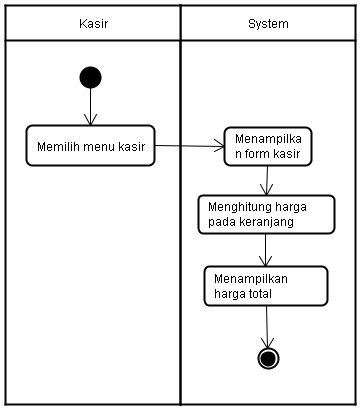 Kasir
System
Memilih menu kasir
Menampilka
n form kasir
Menghitung harga
pada keranjang
Menampilkan
harga total